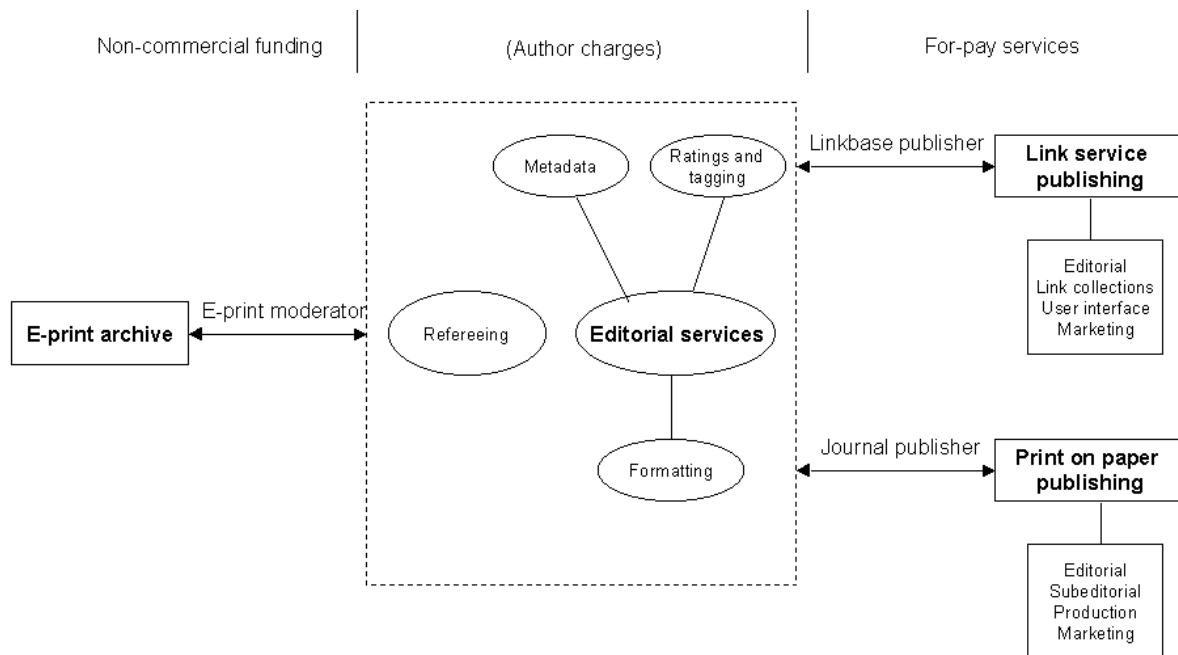 Non-commercial funding
(Author charges)
For-pay services
Metadata
Ratings and
tagging
Linkbase publisher
Link service
publishing
Editorial
Link collections
User interface
Marketing
E-print archive
E-print moderator
Refereeing
Editorial services
Formatting
Journal publisher
Print on paper
publishing
Editorial
Subeditorial
Production
Marketing